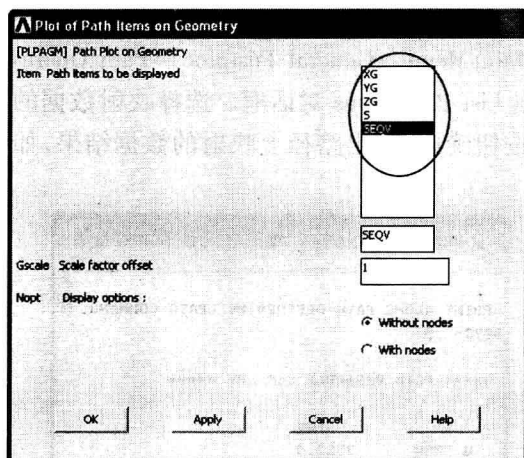 Plot of Path Items on Geometry
[PLPAGM] Path Plot on Geometry
Item Path Items to be displayed
XG
YG
ZG
S
SEQV
SEQV
Gscale Scale factor offset
1
Nopt Display options :
Without nodes
With nodes
OK
Apply
Cancel
Help